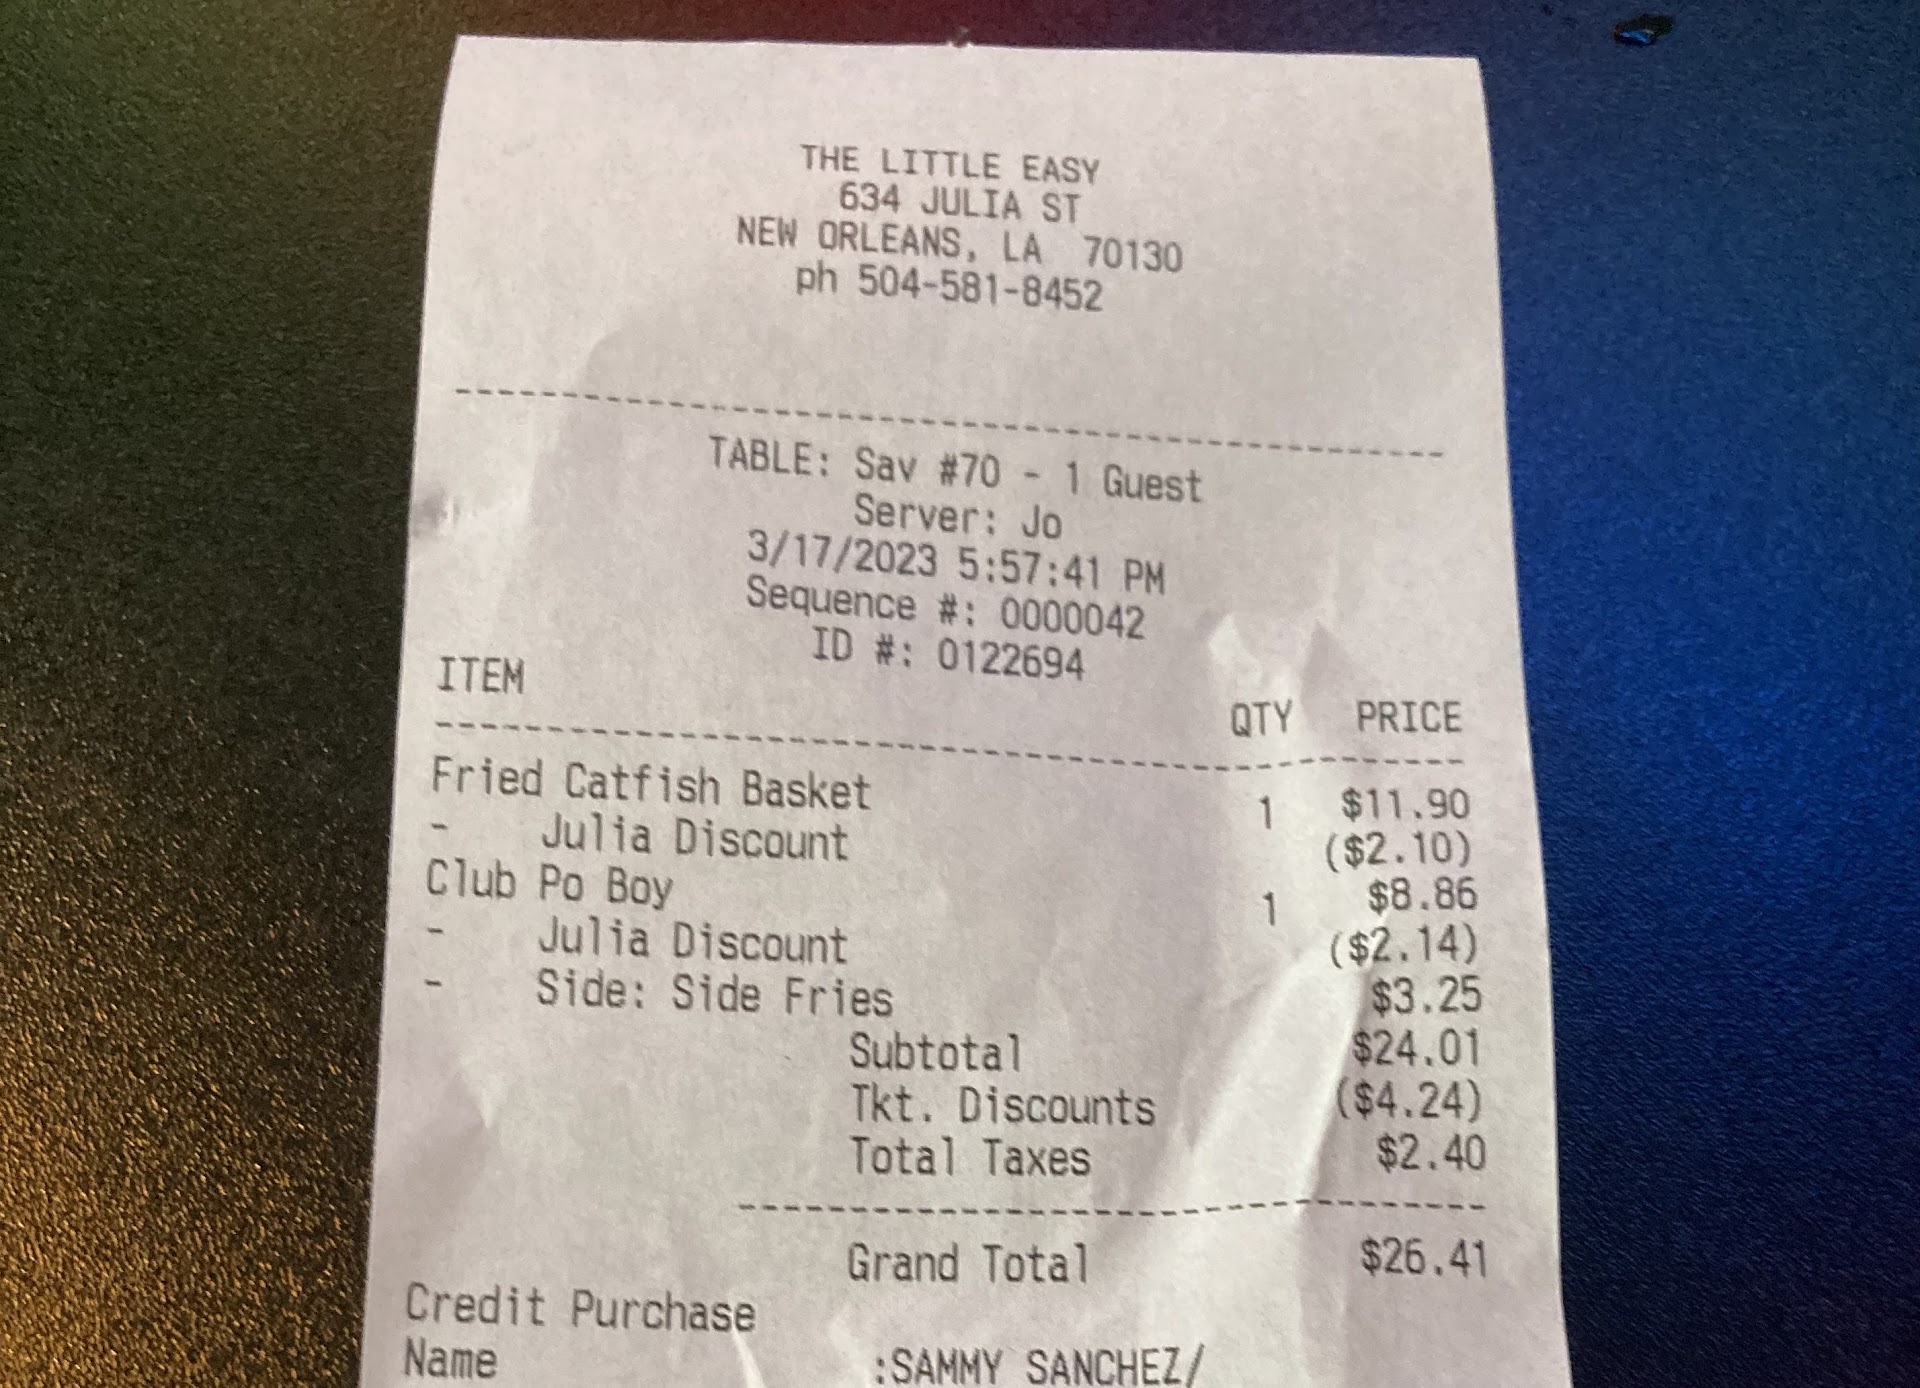 THE LITTLE EASY
634 JULIA ST
NEW ORLEANS, LA 70130
ph 504-581-8452
TABLE: Sav #70 - 1 Guest
Server: Jo
3/17/2023 5:57:41 PM
Sequence #: 0000042
ID #: 0122694
ITEM QTY PRICE
Fried Catfish Basket 1 $11.90
- Julia Discount ($2.10)
Club Po Boy 1 $8.86
- Julia Discount ($2.14)
- Side: Side Fries $3.25
Subtotal $24.01
Tkt. Discounts ($4.24)
Total Taxes $2.40
Grand Total $26.41
Credit Purchase
Name :SAMMY SANCHEZ/